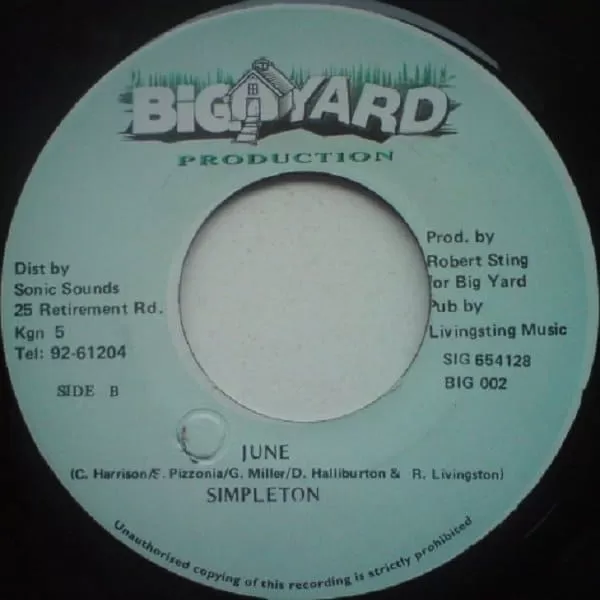 BIG YARD
PRODUCTION
Dist by
Sonic Sounds
25 Retirement Rd.
Kgn 5
Tel: 92-61204
SIDE B
Prod. by
Robert Sting
for Big Yard
Pub by
Livingsting Music
SIG 654128
BIG 002
JUNE
(C. Harrison/E. Pizzonia/G. Miller/D. Halliburton & R. Livingston)
SIMPLETON
Unauthorised copying of this recording is strictly prohibited